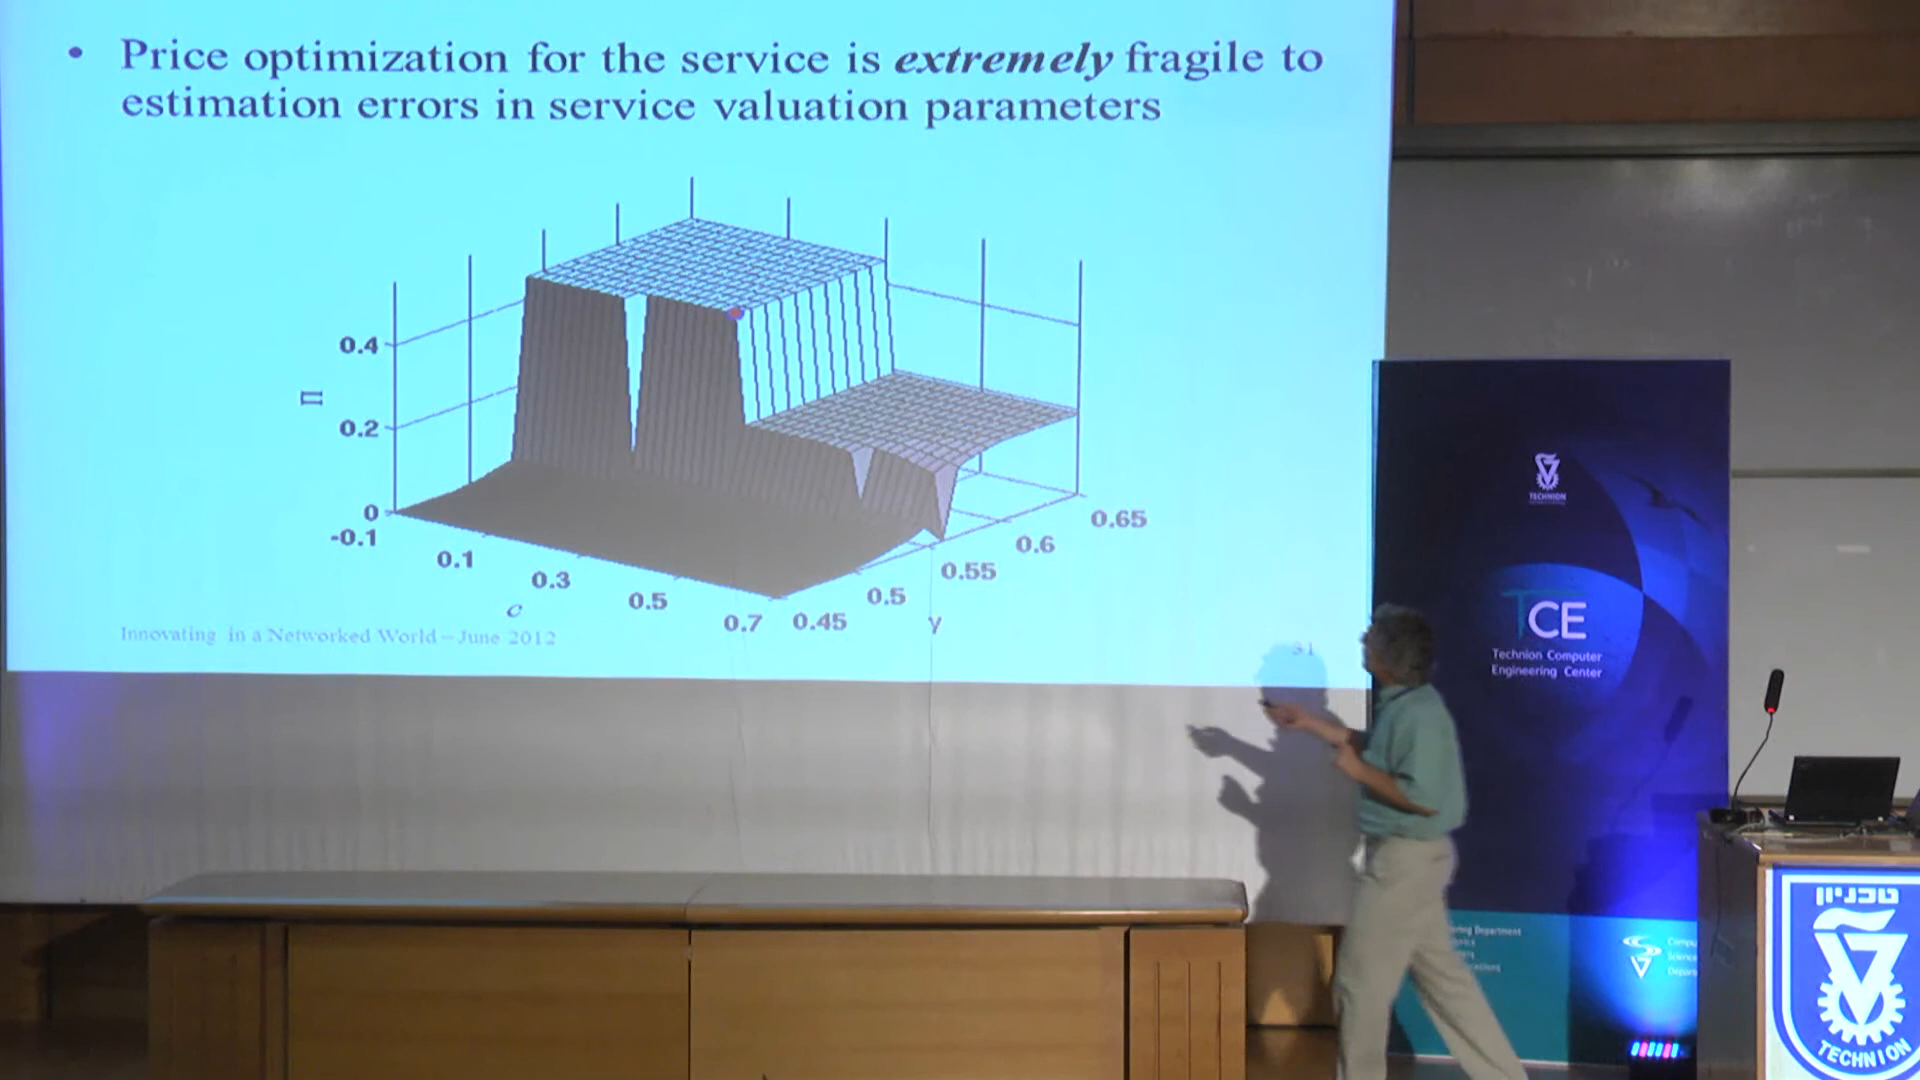 • Price optimization for the service is extremely fragile to
estimation errors in service valuation parameters
0.4
0.2
0
Π
-0.1
0.1
0.3
0.5
0.7
c
0.45
0.5
0.55
0.6
0.65
γ
Innovating in a Networked World – June 2012
31
TECHNION
TCE
Technion Computer
Engineering Center
טכניון
TECHNION